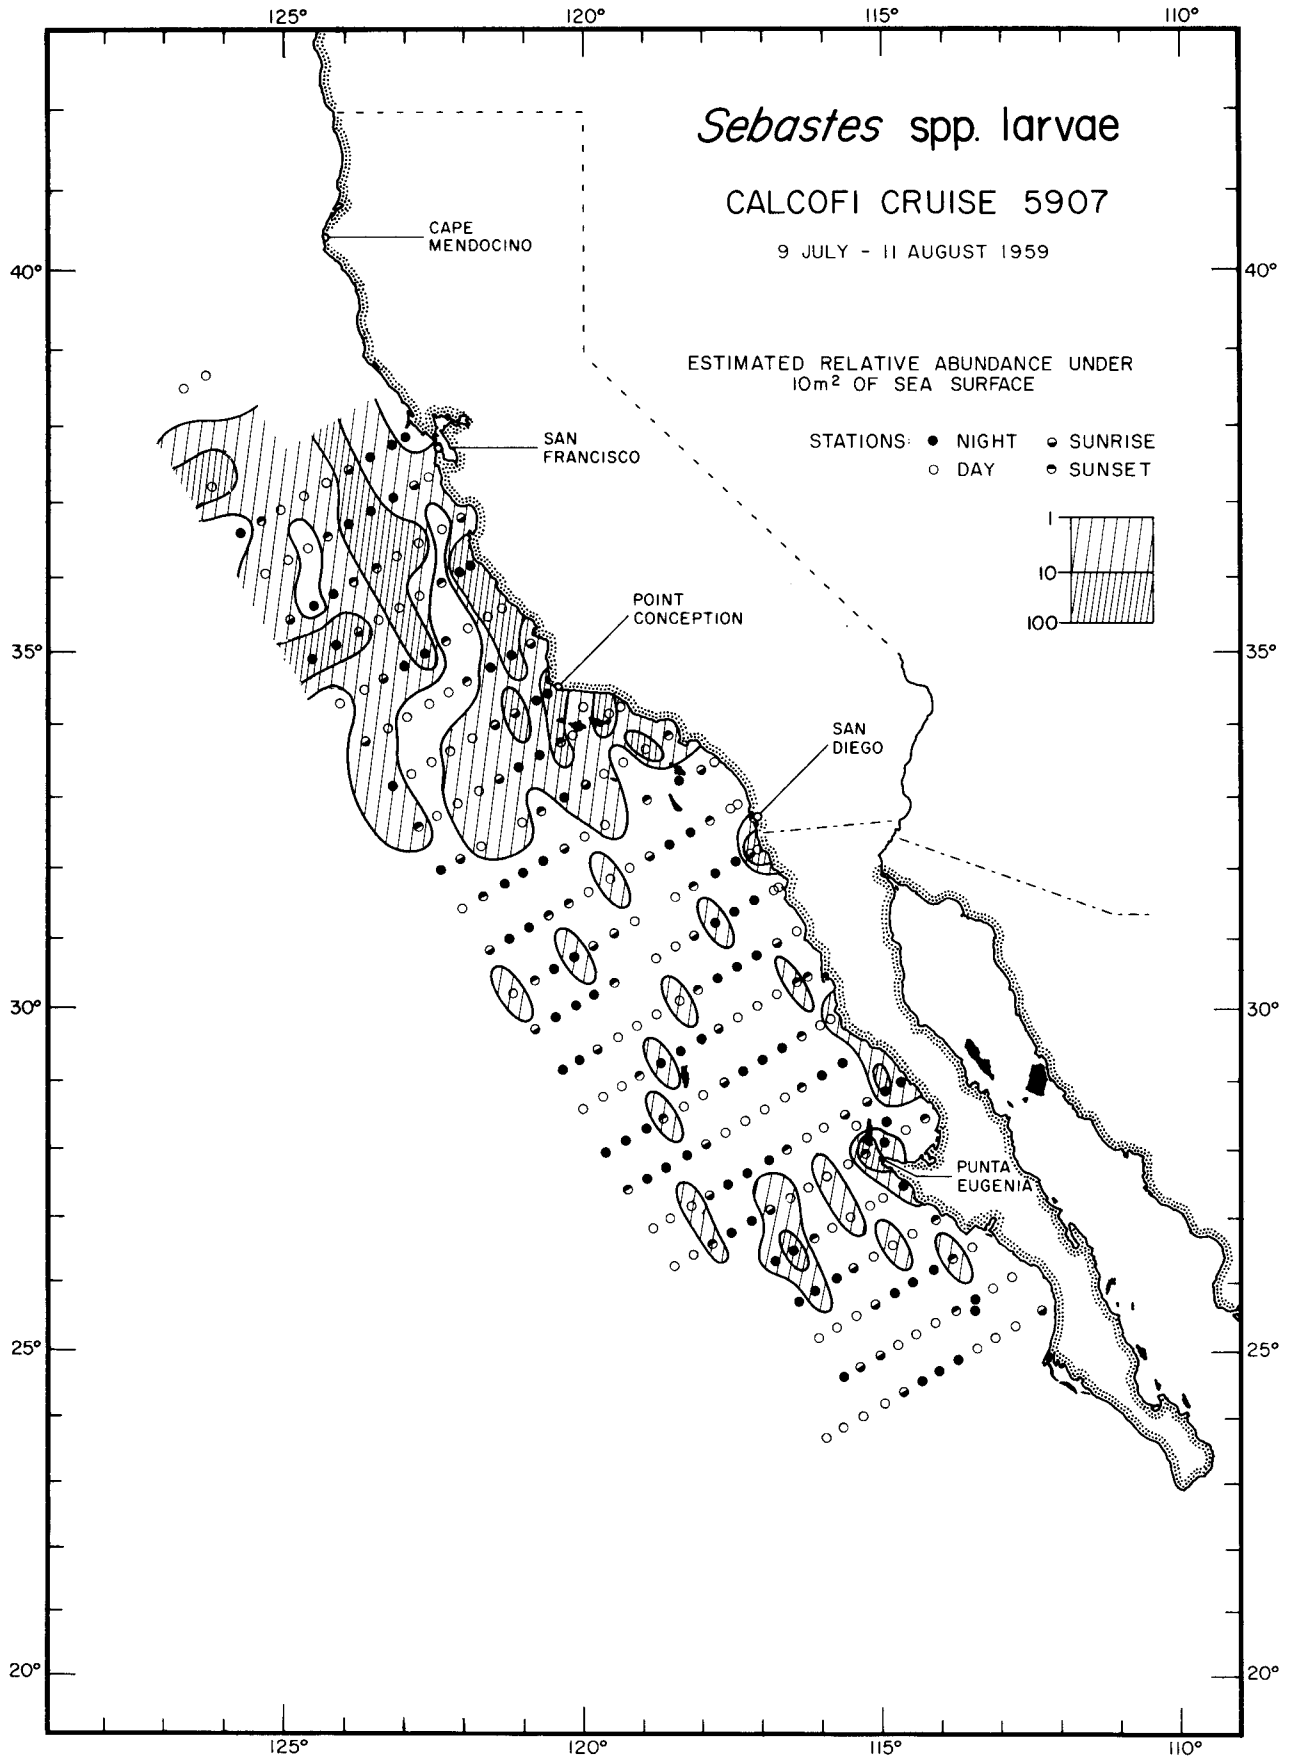 125° 120° 115° 110°
Sebastes spp. larvae
CALCOFI CRUISE 5907
9 JULY - 11 AUGUST 1959
CAPE
MENDOCINO
40° 40°
ESTIMATED RELATIVE ABUNDANCE UNDER
10m² OF SEA SURFACE
STATIONS: ● NIGHT SUNRISE
○ DAY SUNSET
SAN
FRANCISCO
1
10
100
POINT
CONCEPTION
35° 35°
SAN
DIEGO
30° 30°
PUNTA
EUGENIA
25° 25°
20° 20°
125° 120° 115° 110°